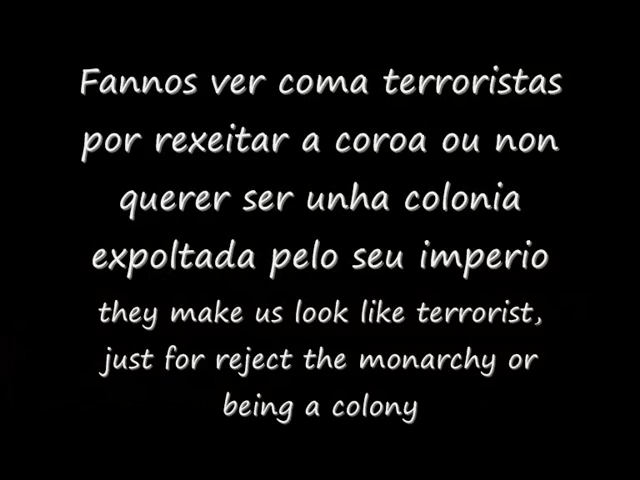 Fannos ver coma terroristas
por rexeitar a coroa ou non
querer ser unha colonia
expoltada pelo seu imperio
they make us look like terrorist,
just for reject the monarchy or
being a colony